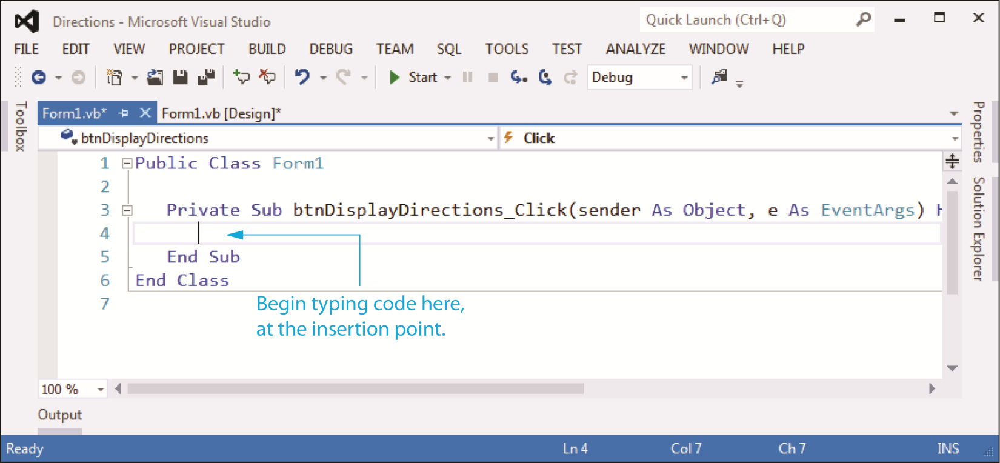 Directions - Microsoft Visual Studio
Quick Launch (Ctrl+Q)
FILE EDIT VIEW PROJECT BUILD DEBUG TEAM SQL TOOLS TEST ANALYZE WINDOW HELP
Start Debug
Toolbox
Form1.vb* Form1.vb [Design]*
Properties
btnDisplayDirections Click
Solution Explorer
1 Public Class Form1
2
3 Private Sub btnDisplayDirections_Click(sender As Object, e As EventArgs) H
4
5 End Sub
6 End Class
7
Begin typing code here,
at the insertion point.
100 %
Output
Ready Ln 4 Col 7 Ch 7 INS